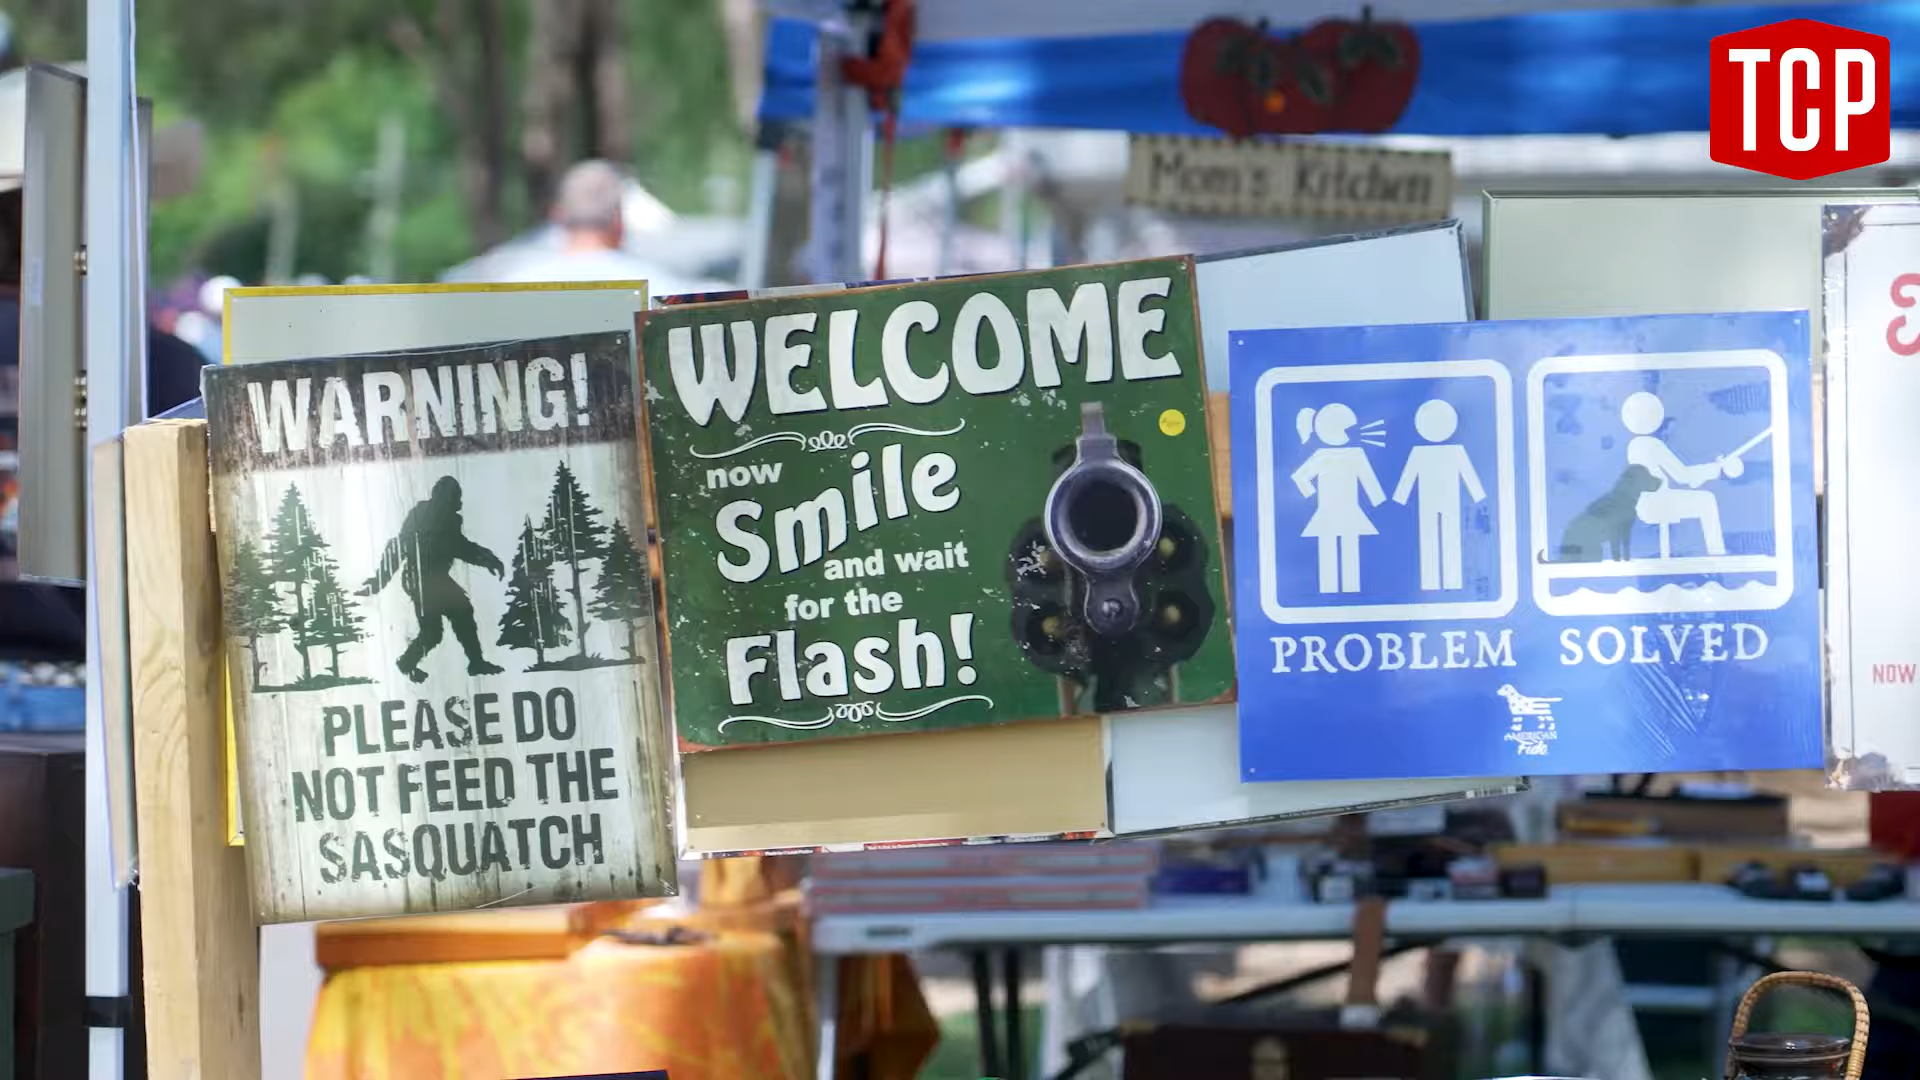 TCP
Mom's Kitchen
WARNING!
PLEASE DO
NOT FEED THE
SASQUATCH
WELCOME
now
Smile
and wait
for the
Flash!
PROBLEM SOLVED
AMERICAN
Fido
NOW